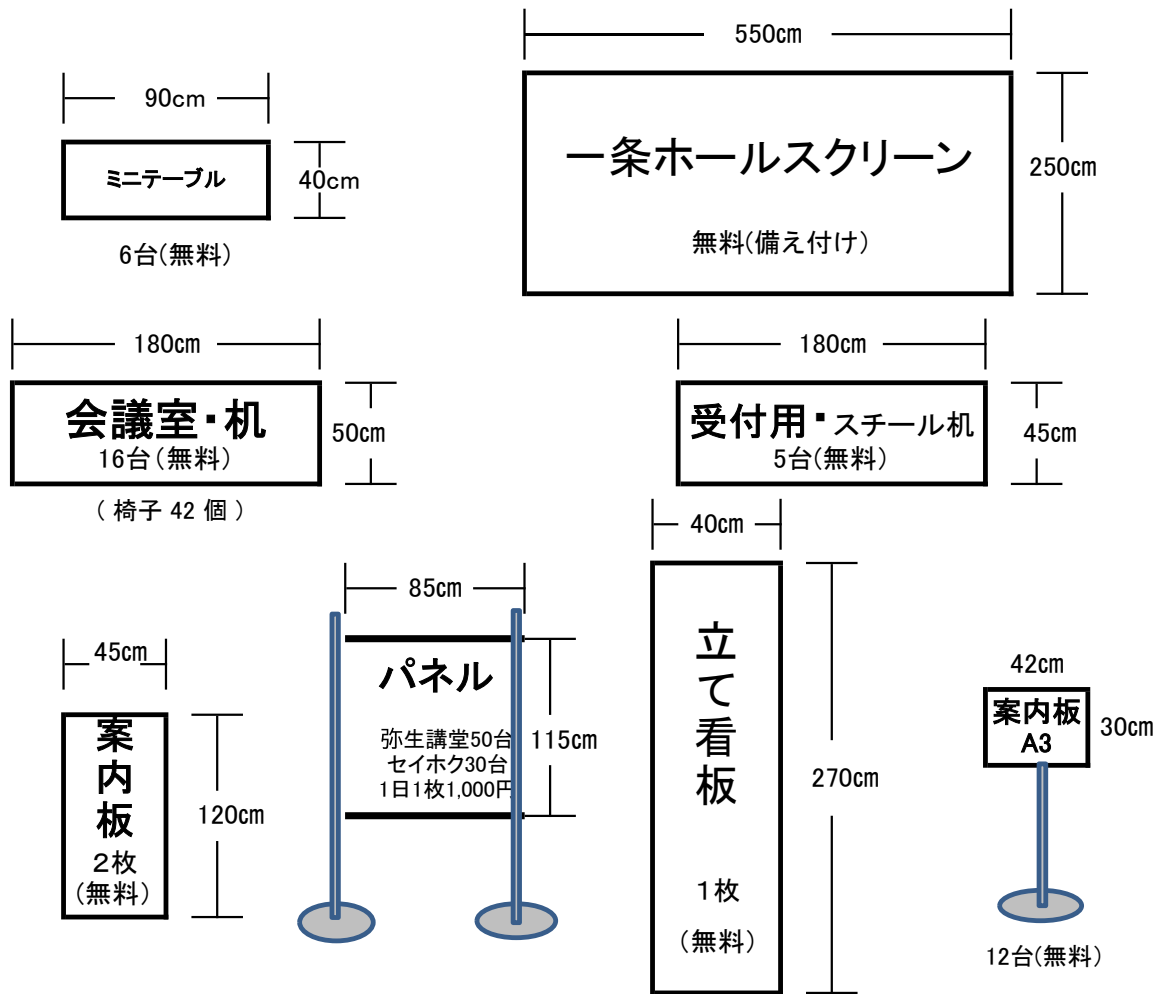 550cm
90cm
一条ホールスクリーン
250cm
ミニテーブル
40cm
無料(備え付け)
6台(無料)
180cm
180cm
会議室・机
50cm
16台(無料)
(椅子 42 個)
受付用・スチール机
45cm
5台(無料)
40cm
85cm
45cm
パネル
弥生講堂50台
セイホク30台
1日1枚1,000円
115cm
立て看板
1枚
(無料)
270cm
42cm
案内板
A3
30cm
12台(無料)
案内板
2枚
(無料)
120cm